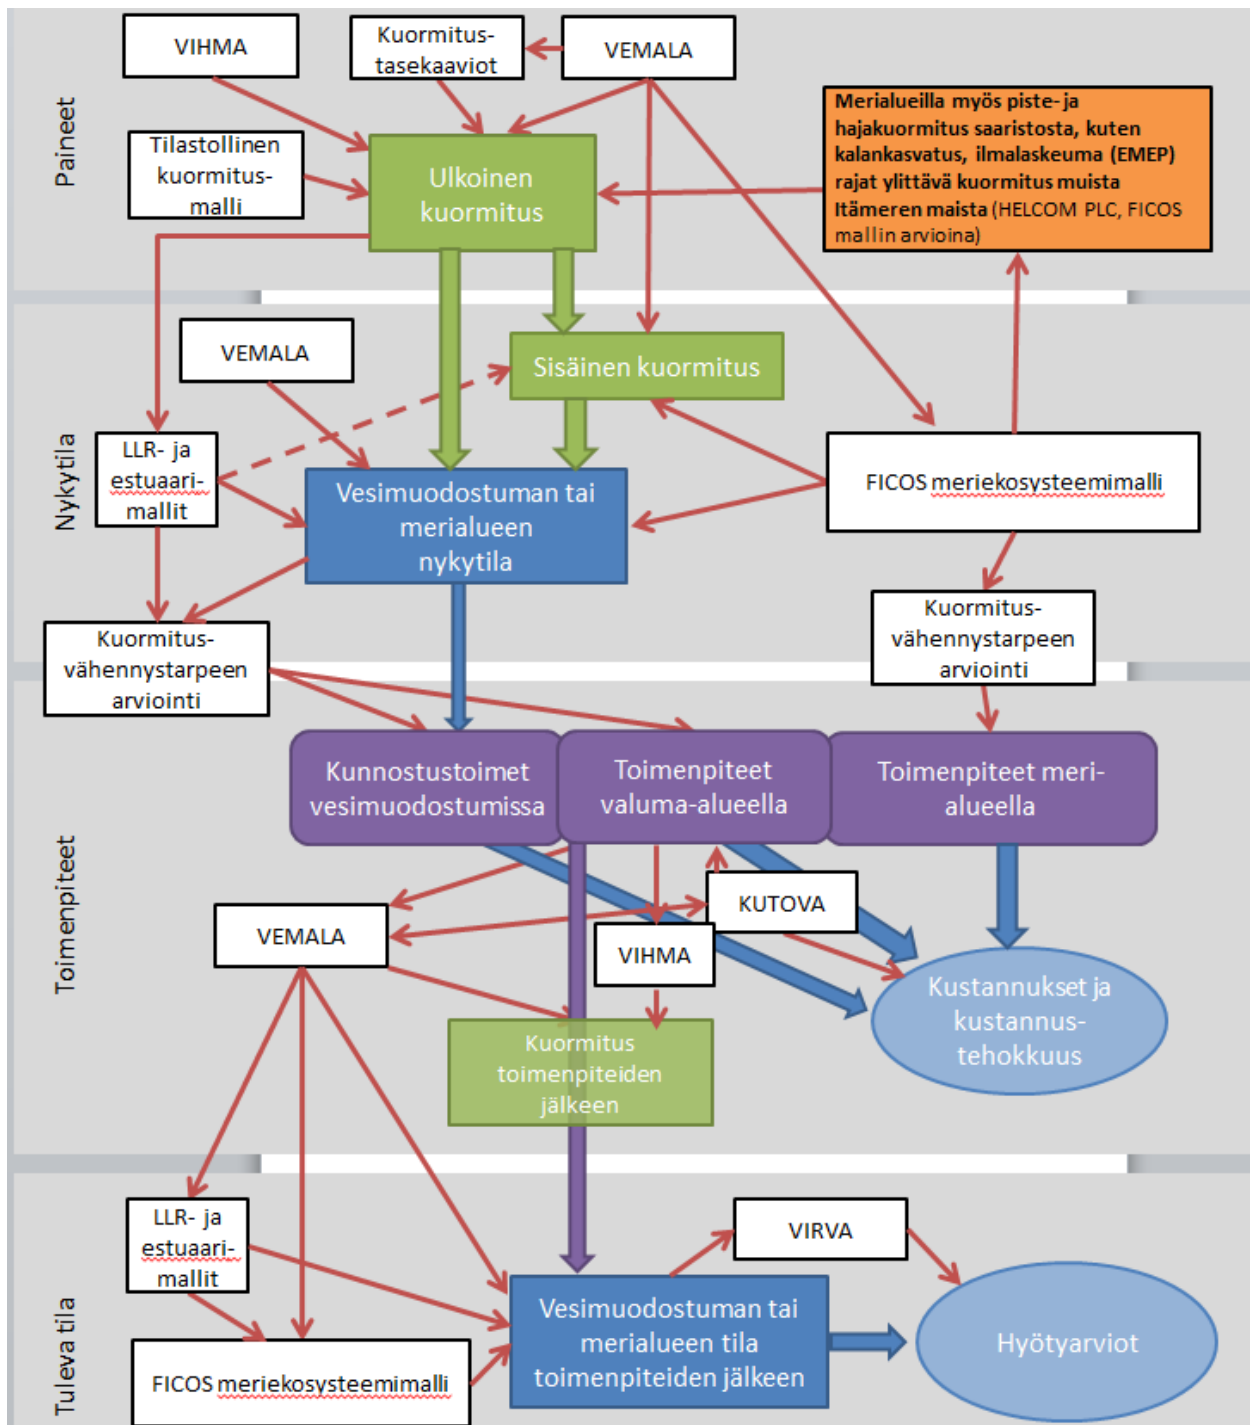 Paineet
VIHMA
Kuormitus-
tasekaaviot
VEMALA
Tilastollinen
kuormitus-
malli
Ulkoinen
kuormitus
Merialueilla myös piste- ja
hajakuormitus saaristosta, kuten
kalankasvatus, ilmalaskeuma (EMEP)
rajat ylittävä kuormitus muista
Itämeren maista (HELCOM PLC, FICOS
mallin arvioina)
Nykytila
VEMALA
Sisäinen kuormitus
LLR- ja
estuaari-
mallit
Vesimuodostuman tai
merialueen
nykytila
FICOS meriekosysteemimalli
Kuormitus-
vähennystarpeen
arviointi
Kuormitus-
vähennystarpeen
arviointi
Toimenpiteet
Kunnostustoimet
vesimuodostumissa
Toimenpiteet
valuma-alueella
Toimenpiteet meri-
alueella
VEMALA
KUTOVA
VIHMA
Kustannukset ja
kustannus-
tehokkuus
Kuormitus
toimenpiteiden
jälkeen
Tuleva tila
LLR- ja
estuaari-
mallit
VIRVA
FICOS meriekosysteemimalli
Vesimuodostuman tai
merialueen tila
toimenpiteiden jälkeen
Hyötyarviot